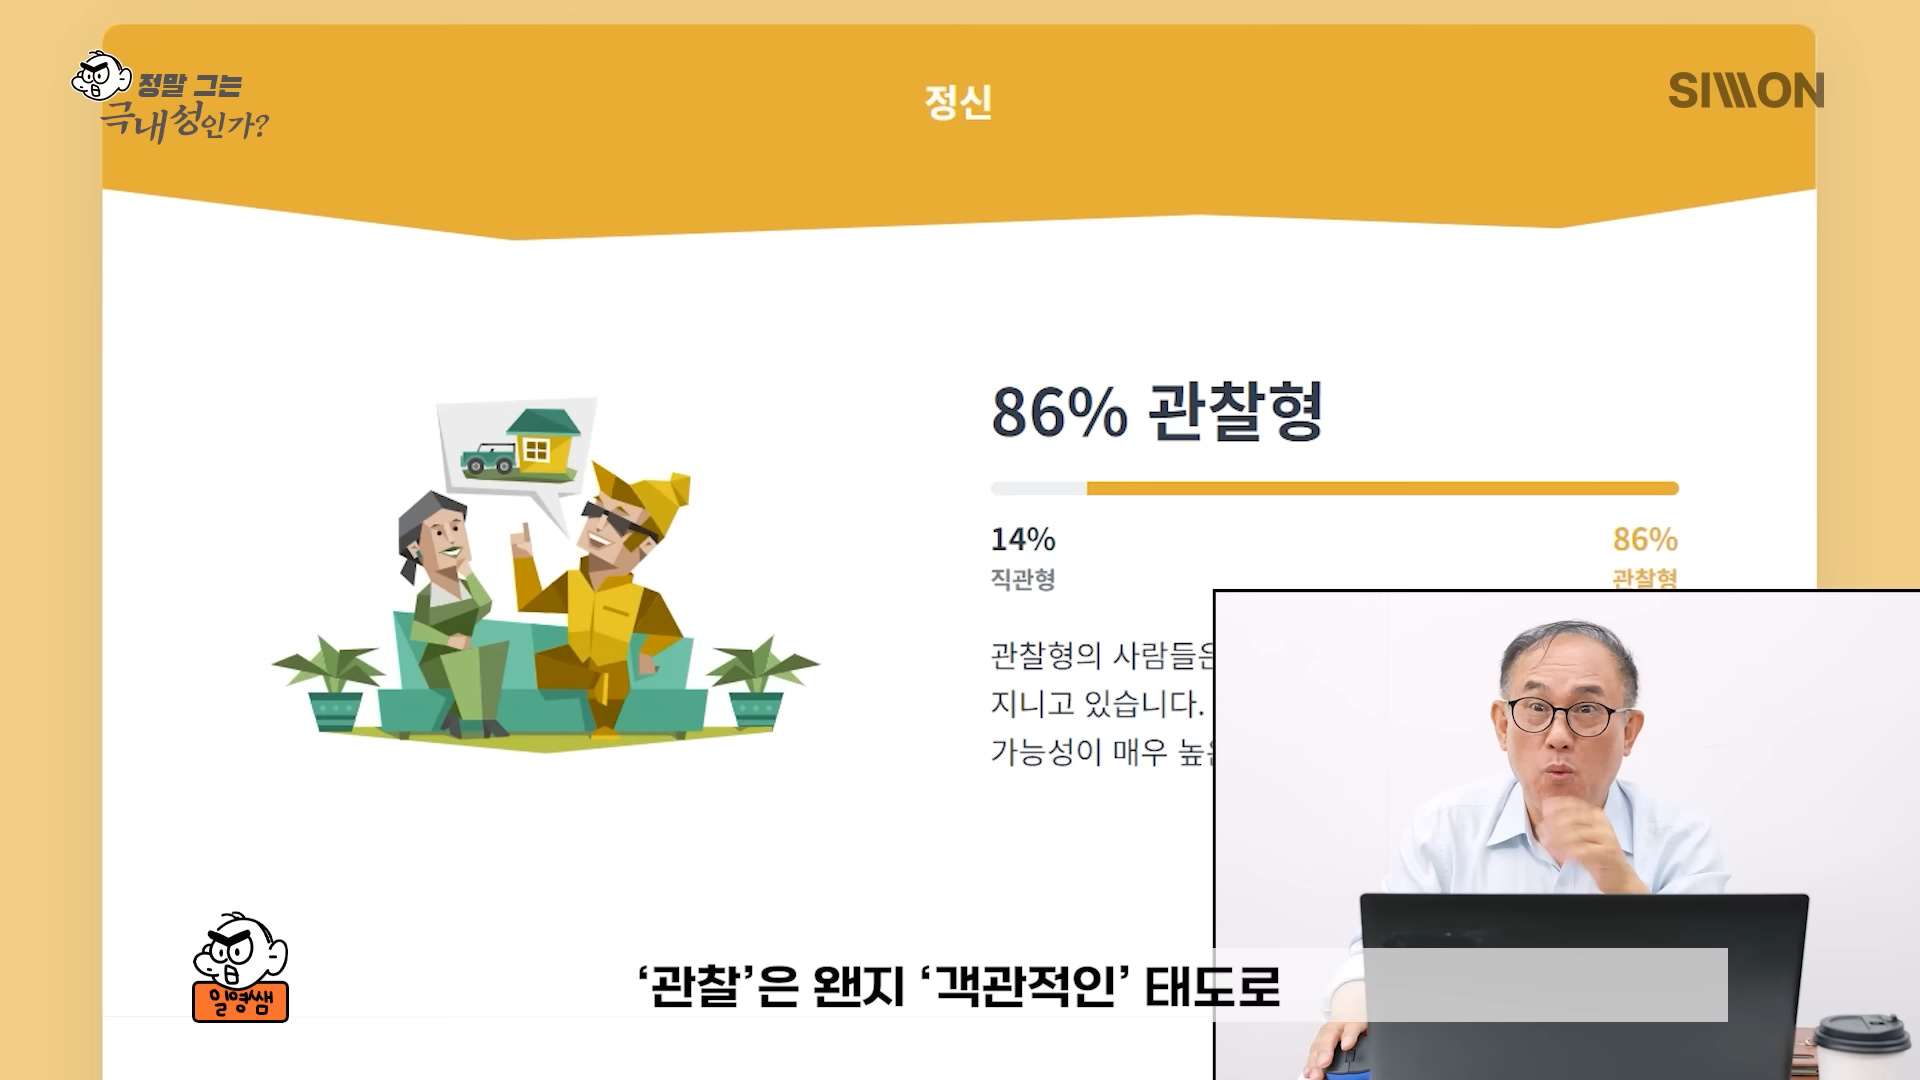 정말 그는
극내성인가?
SIMON
정신
86% 관찰형
14%
86%
직관형
관찰형
관찰형의 사람들은
지니고 있습니다.
가능성이 매우 높은
일영쌤
‘관찰’은 왠지 ‘객관적인’ 태도로